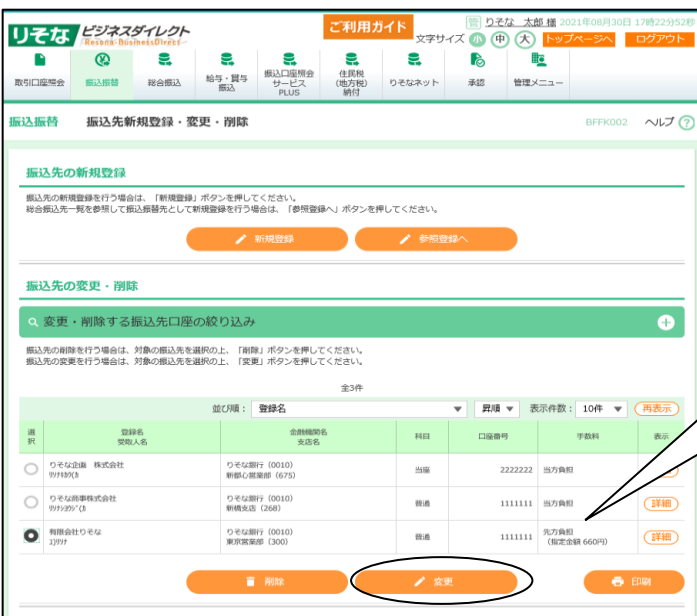 りそな ビジネスダイレクト
Resona Business Direct
ご利用ガイド
管 りそな 太郎 様 2021年08月30日 17時22分52秒
文字サイズ 小 中 大 トップページへ ログアウト
取引口座照会
振込振替
総合振込
給与・賞与
振込
振込口座照会
サービス
PLUS
住民税
(地方税)
納付
りそなネット
承認
管理メニュー
振込振替 振込先新規登録・変更・削除 BFFK002 ヘルプ ?
振込先の新規登録
振込先の新規登録を行う場合は、「新規登録」ボタンを押してください。
総合振込先一覧を参照して振込振替先として新規登録を行う場合は、「参照登録へ」ボタンを押してください。
新規登録 参照登録へ
振込先の変更・削除
変更・削除する振込先口座の絞り込み
振込先の削除を行う場合は、対象の振込先を選択の上、「削除」ボタンを押してください。
振込先の変更を行う場合は、対象の振込先を選択の上、「変更」ボタンを押してください。
全3件
並び順: 登録名 昇順 表示件数: 10件 再表示
選択 登録名 受取人名 金融機関名 支店名 科目 口座番号 手数料 表示
りそな企画 株式会社 りそな銀行 (0010) 当座 2222222 当方負担
新都心営業部 (675)
りそな商事株式会社 りそな銀行 (0010) 普通 1111111 当方負担 詳細
新橋支店 (268)
有限会社りそな りそな銀行 (0010) 普通 1111111 先方負担 詳細
東京営業部 (300) (指定金額 660円)
削除 変更 印刷